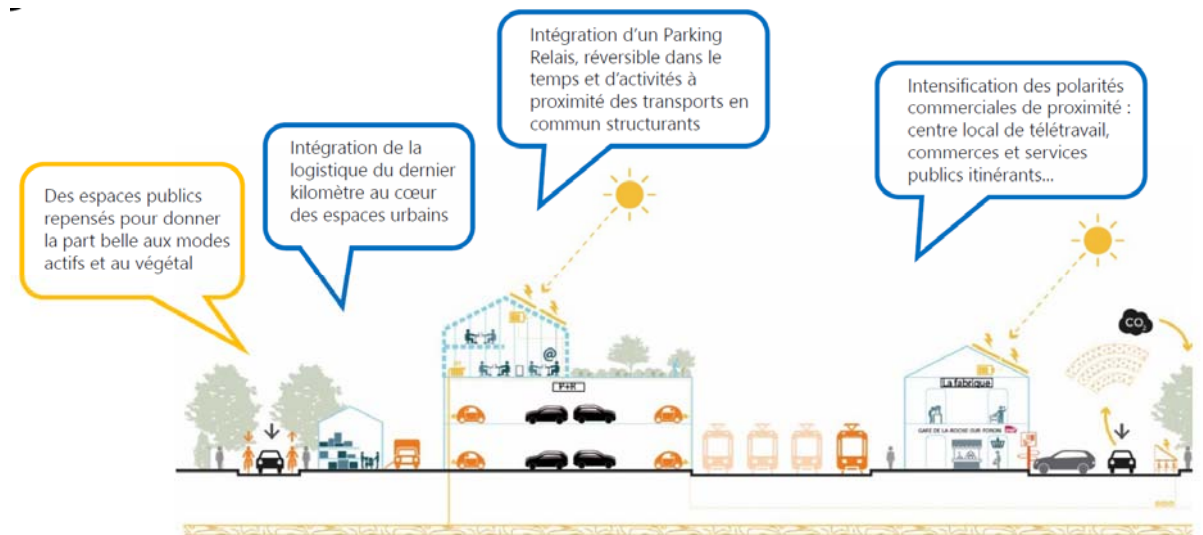 Des espaces publics
repensés pour donner
la part belle aux modes
actifs et au végétal
Intégration de la
logistique du dernier
kilomètre au cœur
des espaces urbains
Intégration d'un Parking
Relais, réversible dans le
temps et d'activités à
proximité des transports en
commun structurants
Intensification des polarités
commerciales de proximité :
centre local de télétravail,
commerces et services
publics itinérants...
CO2
@
P+R
La fabrique
GARE DE LA ROCHE SUR FORON